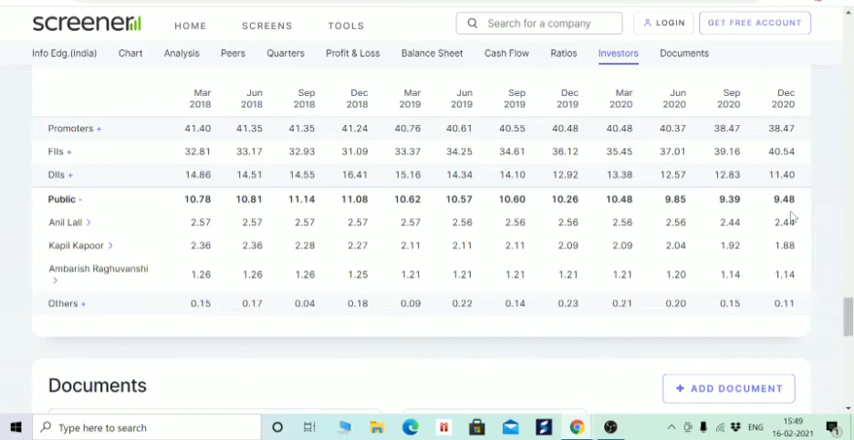 screener
HOME SCREENS TOOLS
Search for a company
LOGIN
GET FREE ACCOUNT
Info Edg.(India) Chart Analysis Peers Quarters Profit & Loss Balance Sheet Cash Flow Ratios Investors Documents
Mar 2018 Jun 2018 Sep 2018 Dec 2018 Mar 2019 Jun 2019 Sep 2019 Dec 2019 Mar 2020 Jun 2020 Sep 2020 Dec 2020
Promoters + 41.40 41.35 41.35 41.24 40.76 40.61 40.55 40.48 40.48 40.37 38.47 38.47
FIIs + 32.81 33.17 32.93 31.09 33.37 34.25 34.61 36.12 35.45 37.01 39.16 40.54
DIIs + 14.86 14.51 14.55 16.41 15.16 14.34 14.10 12.92 13.38 12.57 12.83 11.40
Public - 10.78 10.81 11.14 11.08 10.62 10.57 10.60 10.26 10.48 9.85 9.39 9.48
Anil Lall 2.57 2.57 2.57 2.57 2.57 2.56 2.56 2.56 2.56 2.56 2.44 2.44
Kapil Kapoor 2.36 2.36 2.28 2.27 2.11 2.11 2.11 2.09 2.09 2.04 1.92 1.88
Ambarish Raghuvanshi 1.26 1.26 1.26 1.25 1.21 1.21 1.21 1.21 1.21 1.20 1.14 1.14
Others + 0.15 0.17 0.04 0.18 0.09 0.22 0.14 0.23 0.21 0.20 0.15 0.11
Documents
+ ADD DOCUMENT
Type here to search
ENG
15:49
16-02-2021